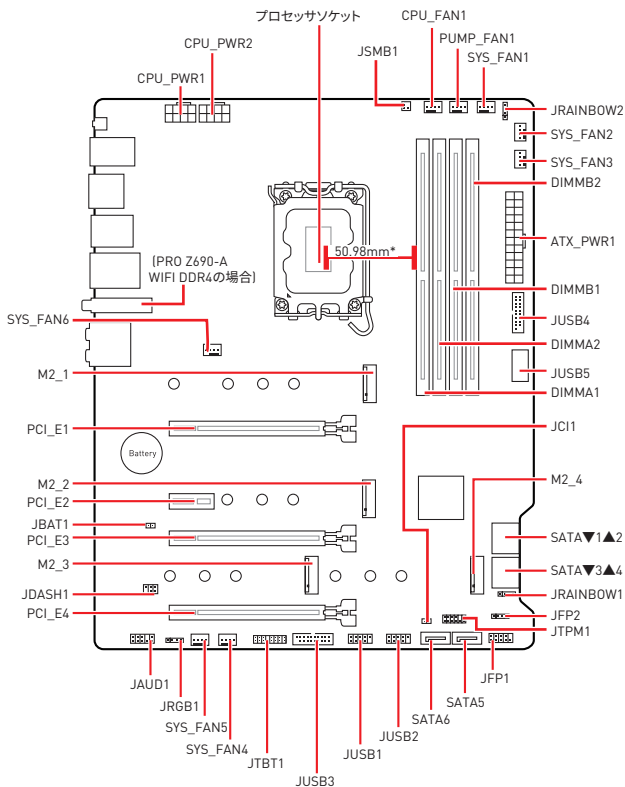 プロセッサソケット
CPU_FAN1
CPU_PWR2
JSMB1
PUMP_FAN1
CPU_PWR1
SYS_FAN1
JRAINBOW2
SYS_FAN2
SYS_FAN3
DIMMB2
50.98mm*
ATX_PWR1
(PRO Z690-A
WIFI DDR4の場合)
DIMMB1
SYS_FAN6
JUSB4
DIMMA2
M2_1
JUSB5
DIMMA1
PCI_E1
JCI1
Battery
M2_2
M2_4
PCI_E2
JBAT1
PCI_E3
SATA▼1▲2
M2_3
SATA▼3▲4
JDASH1
JRAINBOW1
PCI_E4
JFP2
JTPM1
JAUD1
JFP1
JRGB1
SATA5
SYS_FAN5
SATA6
SYS_FAN4
JUSB2
JTBT1
JUSB1
JUSB3